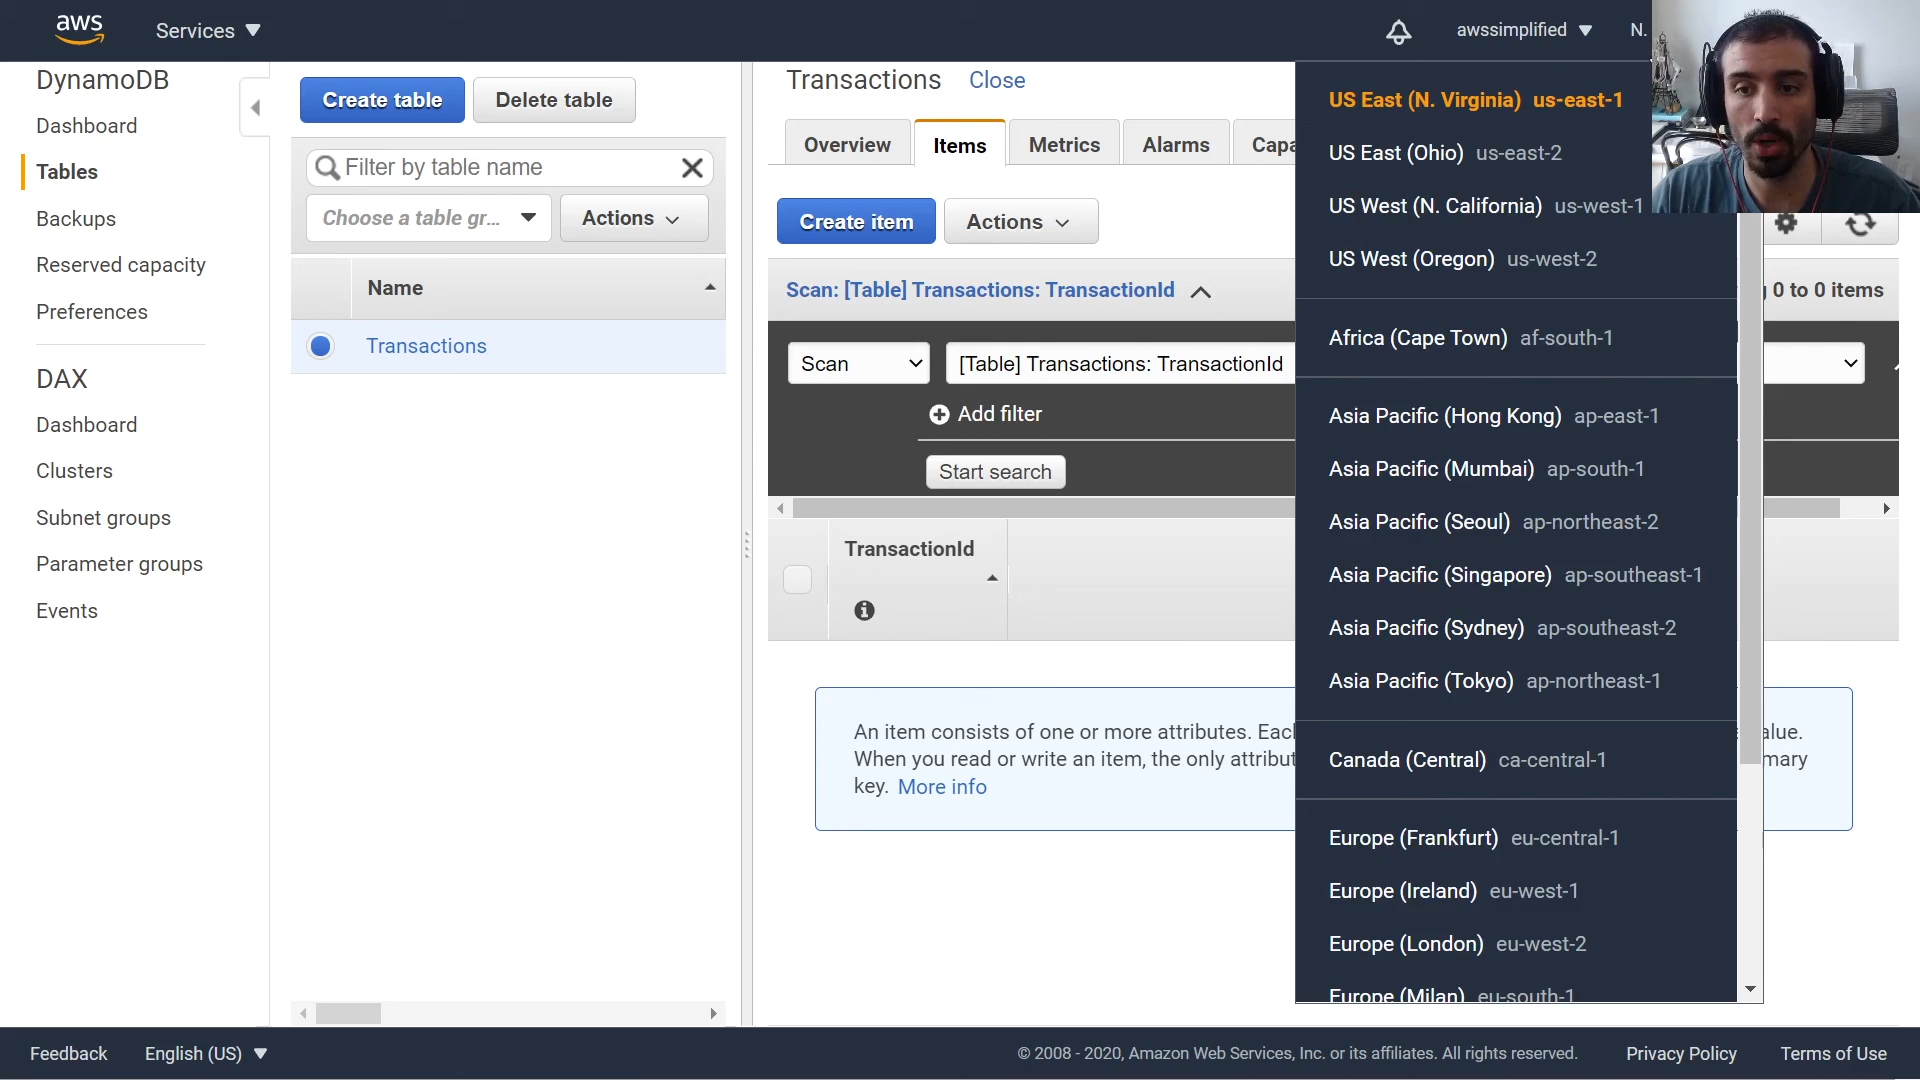 aws
Services
awssimplified
N.
DynamoDB
Dashboard
Tables
Backups
Reserved capacity
Preferences
DAX
Dashboard
Clusters
Subnet groups
Parameter groups
Events
Create table
Delete table
Filter by table name
Choose a table gr...
Actions
Name
Transactions
Transactions Close
Overview
Items
Metrics
Alarms
Capa
Create item
Actions
Scan: [Table] Transactions: TransactionId
0 to 0 items
Scan
[Table] Transactions: TransactionId
Add filter
Start search
TransactionId
An item consists of one or more attributes. Eac
alue.
When you read or write an item, the only attribut
mary
key. More info
US East (N. Virginia) us-east-1
US East (Ohio) us-east-2
US West (N. California) us-west-1
US West (Oregon) us-west-2
Africa (Cape Town) af-south-1
Asia Pacific (Hong Kong) ap-east-1
Asia Pacific (Mumbai) ap-south-1
Asia Pacific (Seoul) ap-northeast-2
Asia Pacific (Singapore) ap-southeast-1
Asia Pacific (Sydney) ap-southeast-2
Asia Pacific (Tokyo) ap-northeast-1
Canada (Central) ca-central-1
Europe (Frankfurt) eu-central-1
Europe (Ireland) eu-west-1
Europe (London) eu-west-2
Europe (Milan) eu-south-1
Feedback
English (US)
© 2008 - 2020, Amazon Web Services, Inc. or its affiliates. All rights reserved.
Privacy Policy
Terms of Use